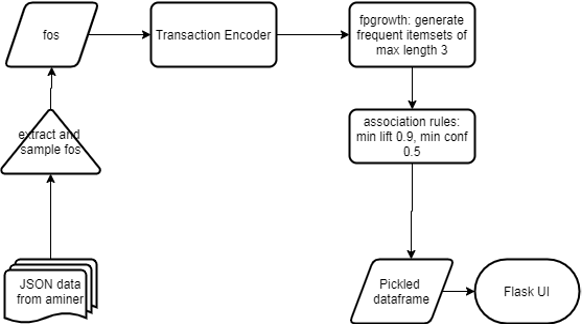 fos
Transaction Encoder
fpgrowth: generate
frequent itemsets of
max length 3
extract and
sample fos
association rules:
min lift 0.9, min conf
0.5
JSON data
from aminer
Pickled
dataframe
Flask UI